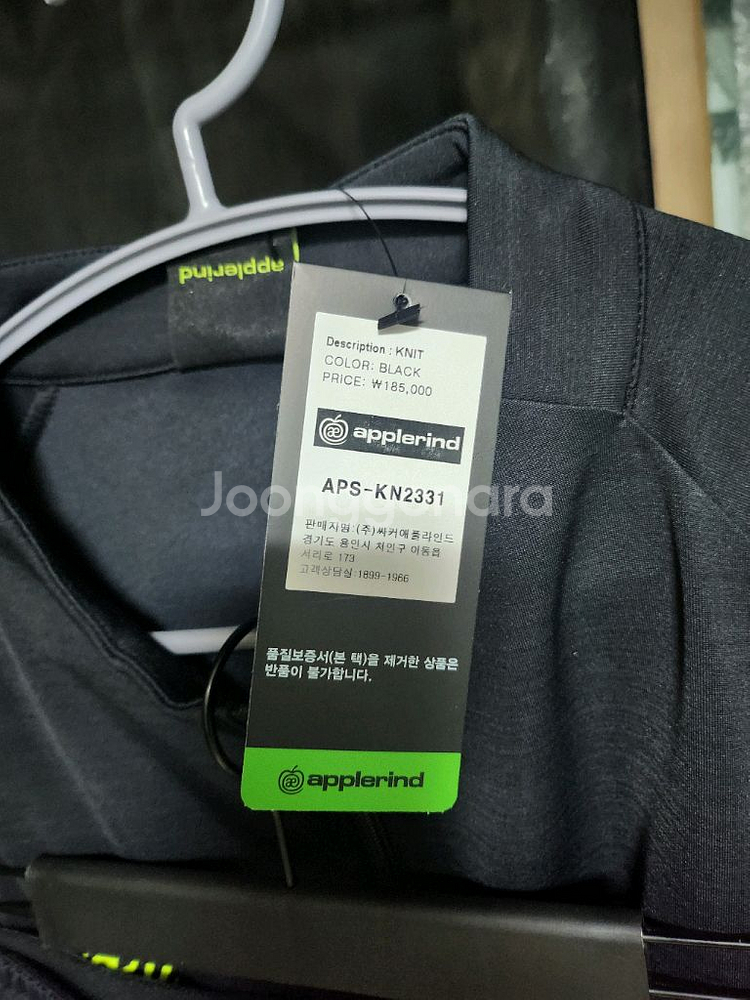 applerind
Description : KNIT
COLOR: BLACK
PRICE: ₩185,000
applerind
APS-KN2331
Joonggonara
판매자명:(주)싸커애플라인드
경기도 용인시 처인구 이동읍
서리로 173
고객상담실:1899-1966
품질보증서(본 택)을 제거한 상품은
반품이 불가합니다.
applerind